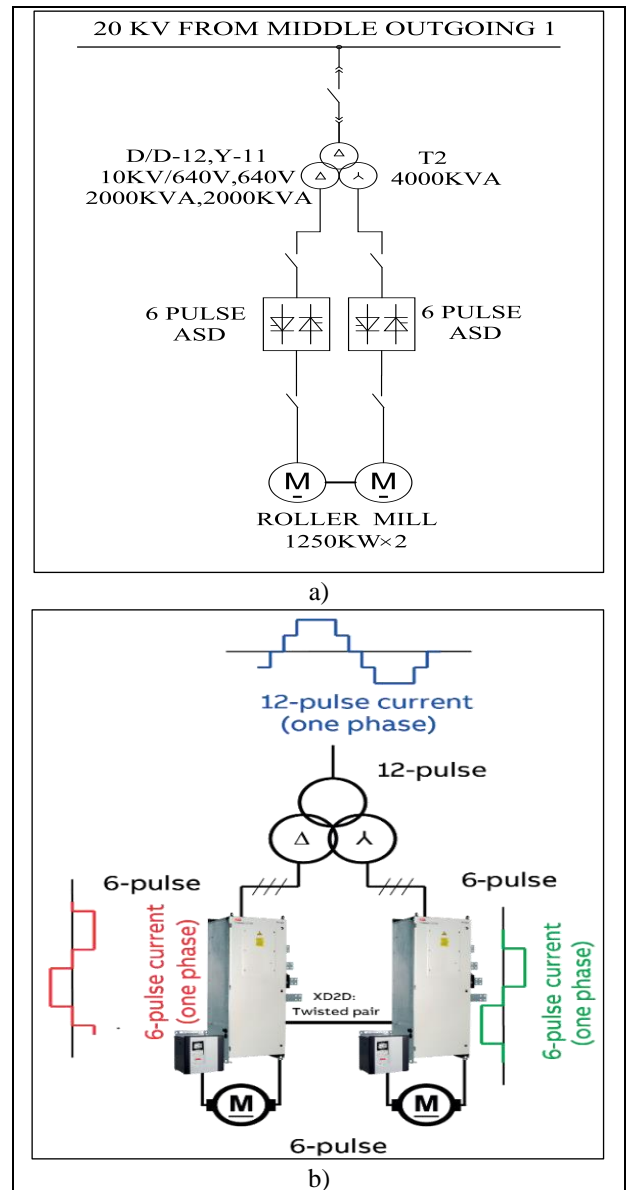 20 KV FROM MIDDLE OUTGOING 1
D/D-12,Y-11
10KV/640V,640V
2000KVA,2000KVA
T2
4000KVA
6 PULSE
ASD
6 PULSE
ASD
M
M
ROLLER MILL
1250KW×2
a)
12-pulse current
(one phase)
12-pulse
Δ
6-pulse
6-pulse
6-pulse current
(one phase)
XD2D:
Twisted pair
6-pulse current
(one phase)
M
M
6-pulse
b)